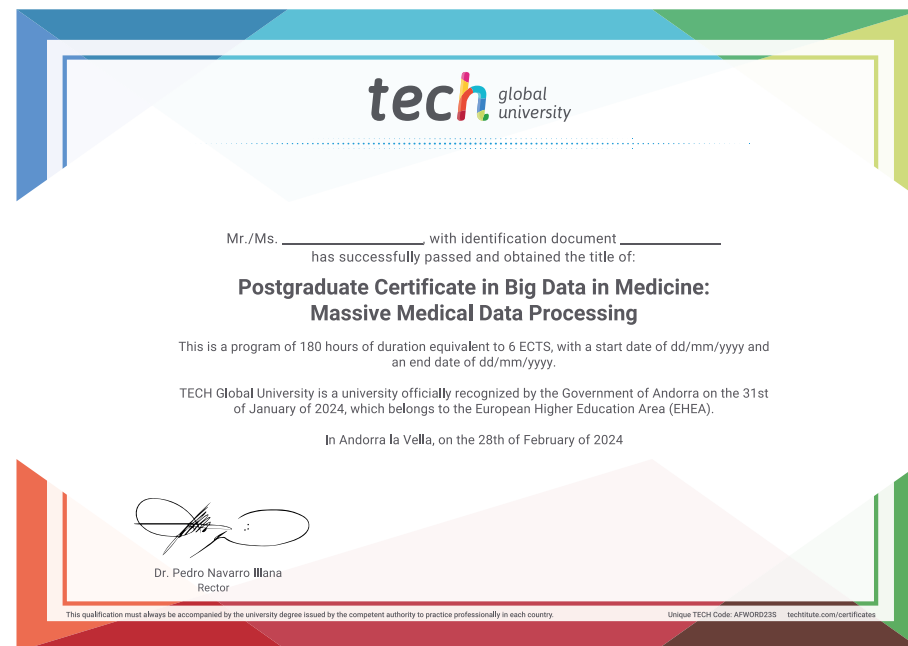 tech global university
Mr./Ms. ____________, with identification document ____________
has successfully passed and obtained the title of:
Postgraduate Certificate in Big Data in Medicine:
Massive Medical Data Processing
This is a program of 180 hours of duration equivalent to 6 ECTS, with a start date of dd/mm/yyyy and
an end date of dd/mm/yyyy.
TECH Global University is a university officially recognized by the Government of Andorra on the 31st
of January of 2024, which belongs to the European Higher Education Area (EHEA).
In Andorra la Vella, on the 28th of February of 2024
Dr. Pedro Navarro Illana
Rector
This qualification must always be accompanied by the university degree issued by the competent authority to practice professionally in each country.
Unique TECH Code: AFWORD23S techtitute.com/certificates